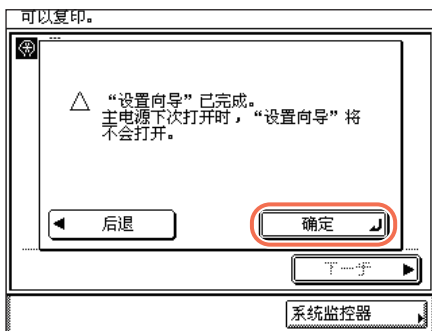 可以复印。
“设置向导”已完成。
主电源下次打开时，“设置向导”将
不会打开。
后退
确定
系统监控器